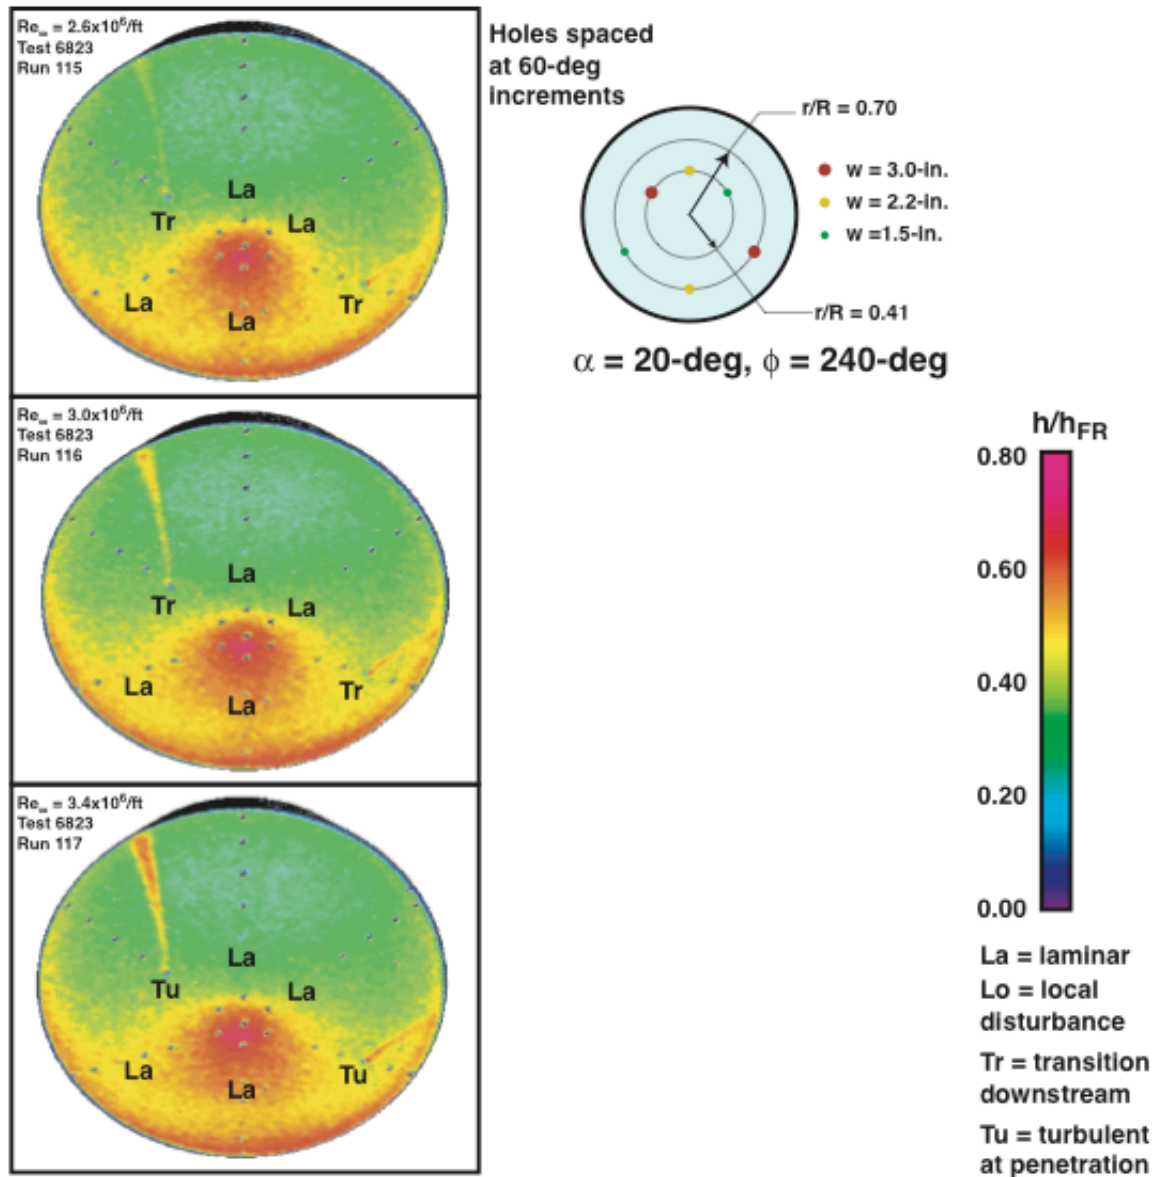 Re∞ = 2.6x10⁶/ft
Test 6823
Run 115
La
Tr
La
La
La
Tr
Holes spaced
at 60-deg
increments
r/R = 0.70
w = 3.0-in.
w = 2.2-in.
w =1.5-in.
r/R = 0.41
α = 20-deg, ϕ = 240-deg
Re∞ = 3.0x10⁶/ft
Test 6823
Run 116
La
Tr
La
La
La
Tr
Re∞ = 3.4x10⁶/ft
Test 6823
Run 117
La
Tu
La
La
La
Tu
h/hFR
0.80
0.60
0.40
0.20
0.00
La = laminar
Lo = local
disturbance
Tr = transition
downstream
Tu = turbulent
at penetration